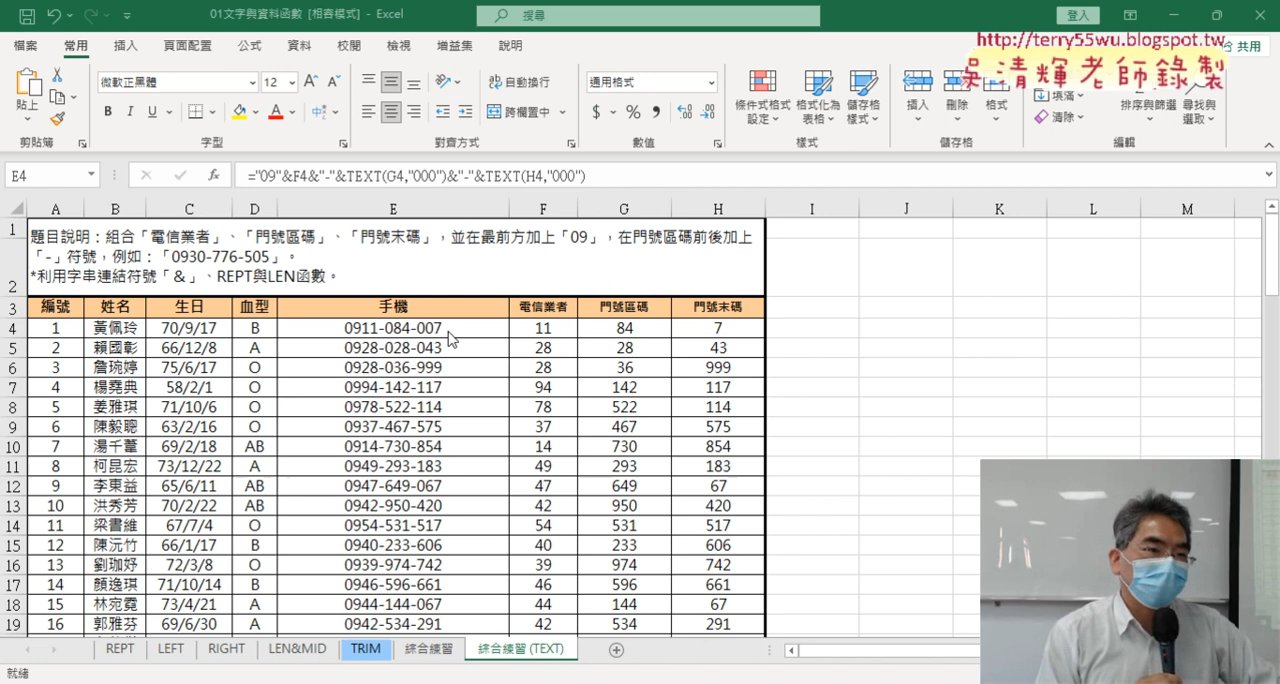 01文字與資料函數 [相容模式] - Excel
搜尋
登入
http://terry55wu.blogspot.tw
吳清輝老師錄製
檔案 常用 插入 頁面配置 公式 資料 校閱 檢視 增益集 說明 共用
貼上 微軟正黑體 12 自動換行 通用格式 條件式格式設定 格式化為表格 儲存格樣式 插入 刪除 格式 填滿 清除 排序與篩選 尋找與選取
B I U 跨欄置中 $ % ,
剪貼簿 字型 對齊方式 數值 樣式 儲存格 編輯
E4 fx ="09"&F4&"-"&TEXT(G4,"000")&"-"&TEXT(H4,"000")
A B C D E F G H I J K L M
1 題目說明：組合「電信業者」、「門號區碼」、「門號末碼」，並在最前方加上「09」，在門號區碼前後加上
「-」符號，例如：「0930-776-505」。
2 *利用字串連結符號「&」、REPT與LEN函數。
3 編號 姓名 生日 血型 手機 電信業者 門號區碼 門號末碼
4 1 黃佩玲 70/9/17 B 0911-084-007 11 84 7
5 2 賴國彰 66/12/8 A 0928-028-043 28 28 43
6 3 詹琬婷 75/6/17 O 0928-036-999 28 36 999
7 4 楊堯典 58/2/1 O 0994-142-117 94 142 117
8 5 姜雅琪 71/10/6 O 0978-522-114 78 522 114
9 6 陳毅聰 63/2/16 O 0937-467-575 37 467 575
10 7 湯千葦 69/2/18 AB 0914-730-854 14 730 854
11 8 柯昆宏 73/12/22 A 0949-293-183 49 293 183
12 9 李東益 65/6/11 AB 0947-649-067 47 649 67
13 10 洪秀芳 70/2/22 AB 0942-950-420 42 950 420
14 11 梁書維 67/7/4 O 0954-531-517 54 531 517
15 12 陳沅竹 66/1/17 B 0940-233-606 40 233 606
16 13 劉珈妤 72/3/8 O 0939-974-742 39 974 742
17 14 顏逸琪 71/10/14 B 0946-596-661 46 596 661
18 15 林宛霓 73/4/21 A 0944-144-067 44 144 67
19 16 郭雅芬 69/6/30 A 0942-534-291 42 534 291
REPT LEFT RIGHT LEN&MID TRIM 綜合練習 綜合練習 (TEXT)
就緒